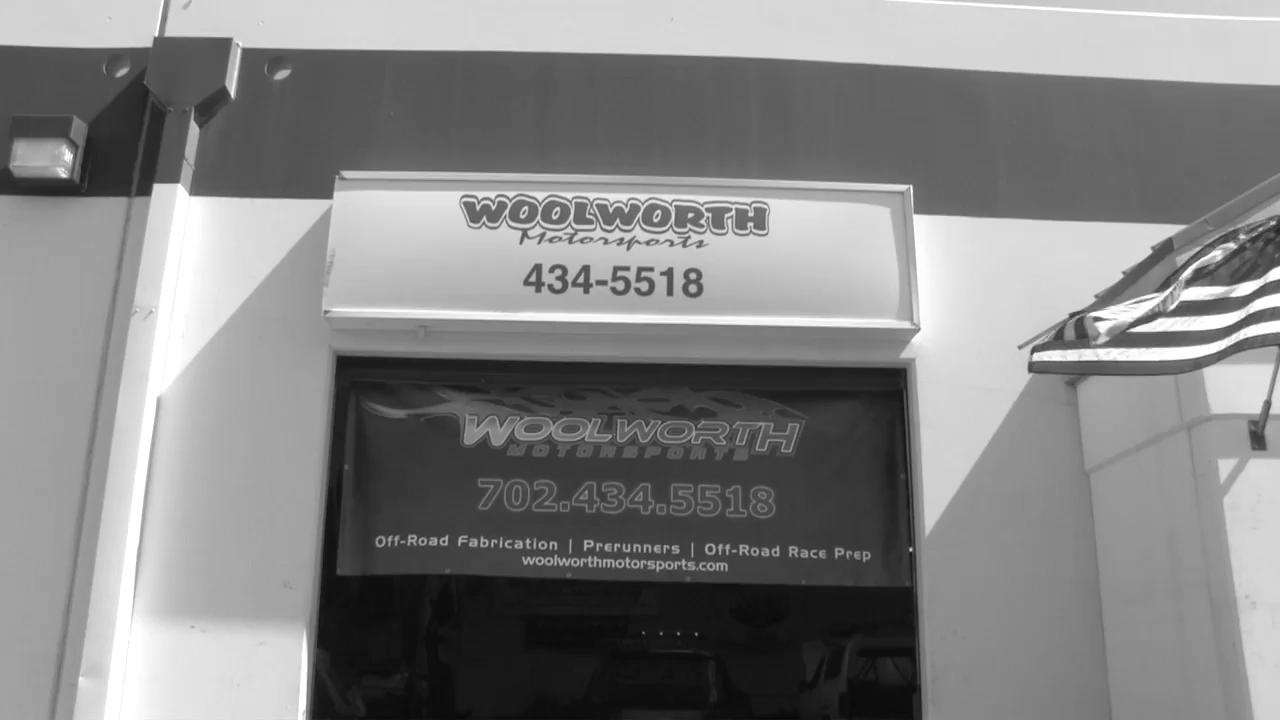 WOOLWORTH
Motorsports
434-5518
WOOLWORTH
MOTORSPORTS
702.434.5518
Off-Road Fabrication | Prerunners | Off-Road Race Prep
woolworthmotorsports.com